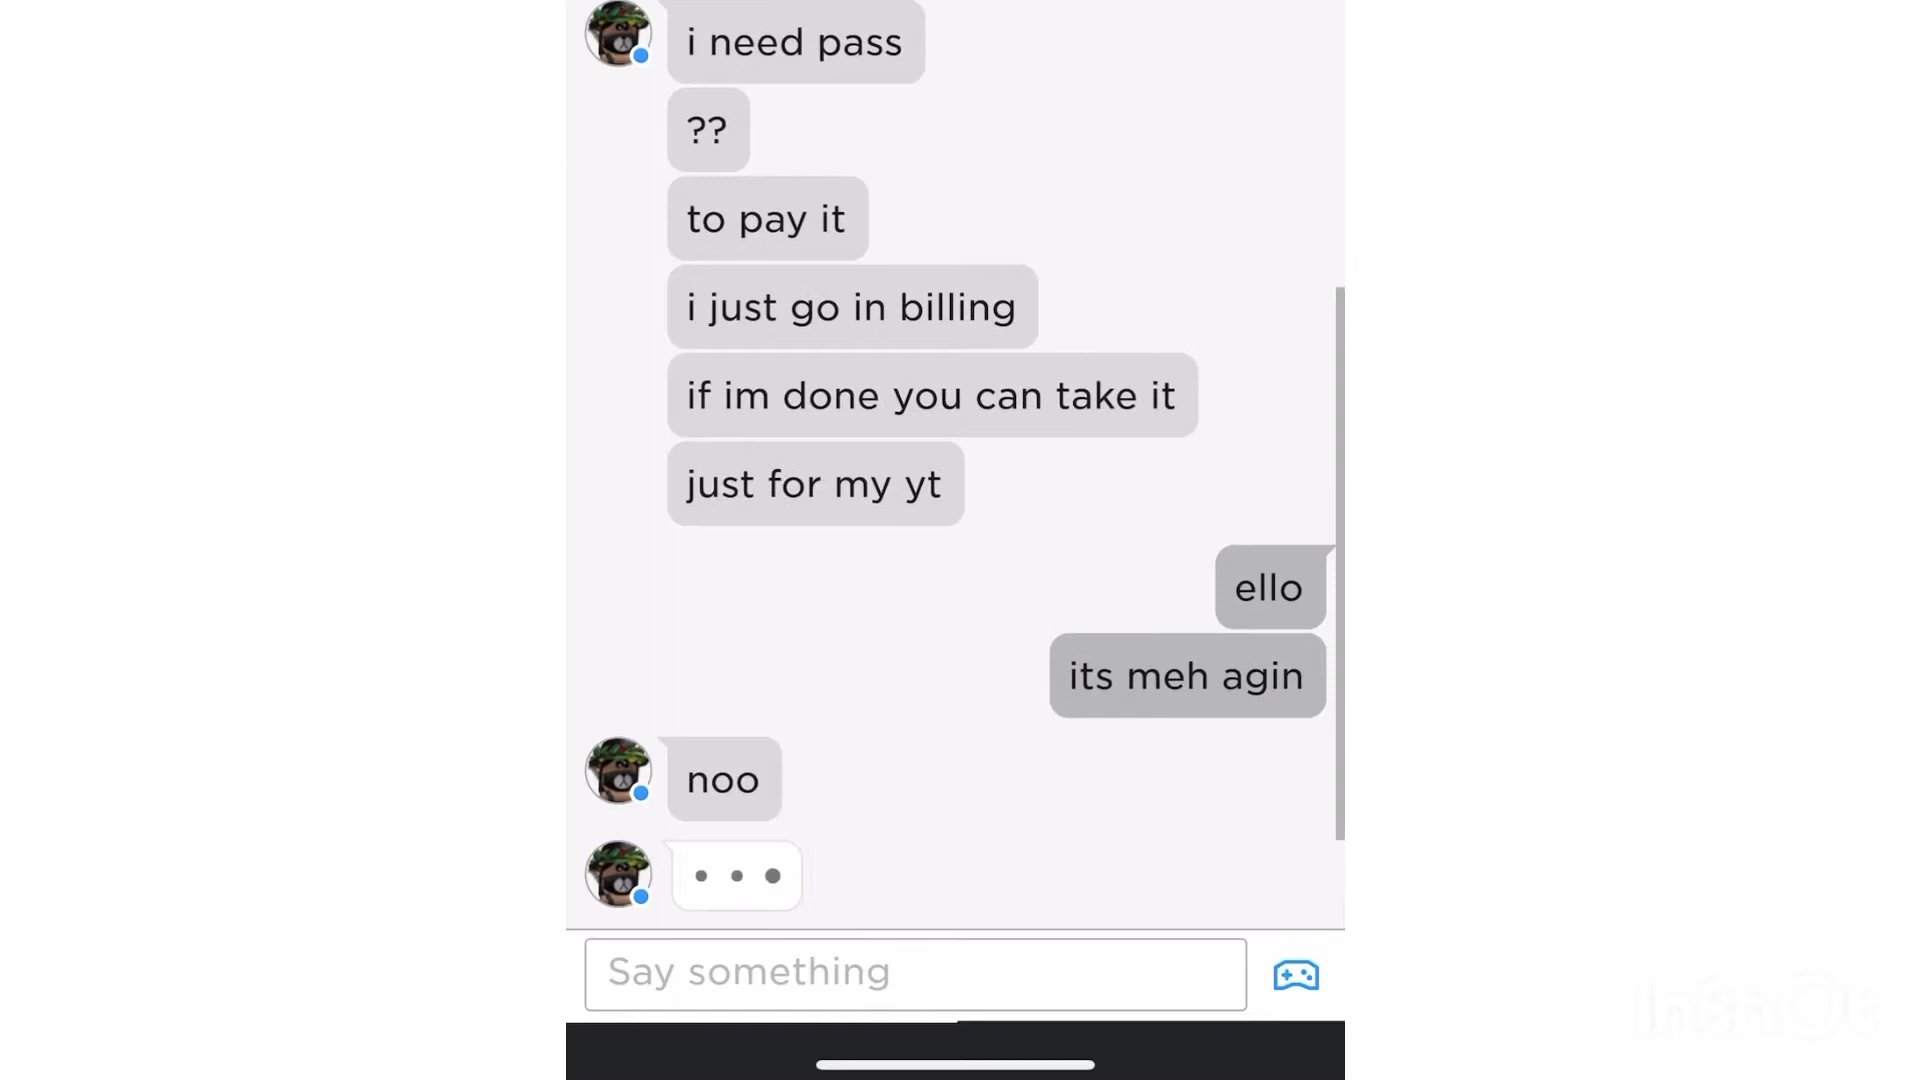 i need pass
??
to pay it
i just go in billing
if im done you can take it
just for my yt
ello
its meh agin
noo
Say something
InShOt